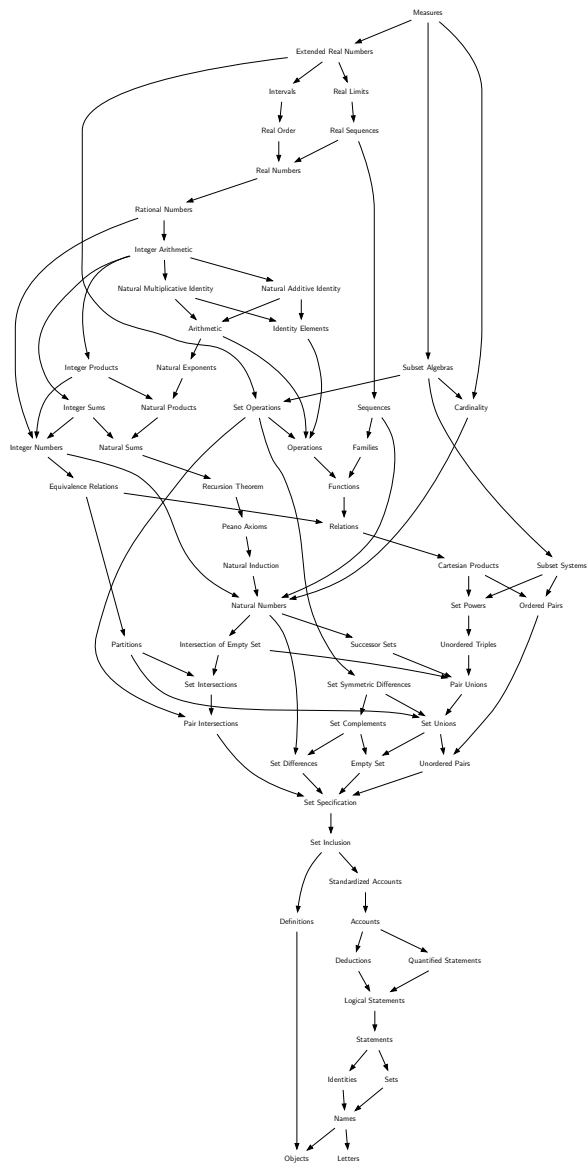 Measures
Extended Real Numbers
Intervals
Real Limits
Real Order
Real Sequences
Real Numbers
Rational Numbers
Integer Arithmetic
Natural Multiplicative Identity
Natural Additive Identity
Arithmetic
Identity Elements
Integer Products
Natural Exponents
Subset Algebras
Integer Sums
Natural Products
Set Operations
Sequences
Cardinality
Integer Numbers
Natural Sums
Operations
Families
Equivalence Relations
Recursion Theorem
Functions
Peano Axioms
Relations
Natural Induction
Cartesian Products
Subset Systems
Natural Numbers
Set Powers
Ordered Pairs
Partitions
Intersection of Empty Set
Successor Sets
Unordered Triples
Set Intersections
Set Symmetric Differences
Pair Unions
Pair Intersections
Set Complements
Set Unions
Set Differences
Empty Set
Unordered Pairs
Set Specification
Set Inclusion
Standardized Accounts
Definitions
Accounts
Deductions
Quantified Statements
Logical Statements
Statements
Identities
Sets
Names
Objects
Letters